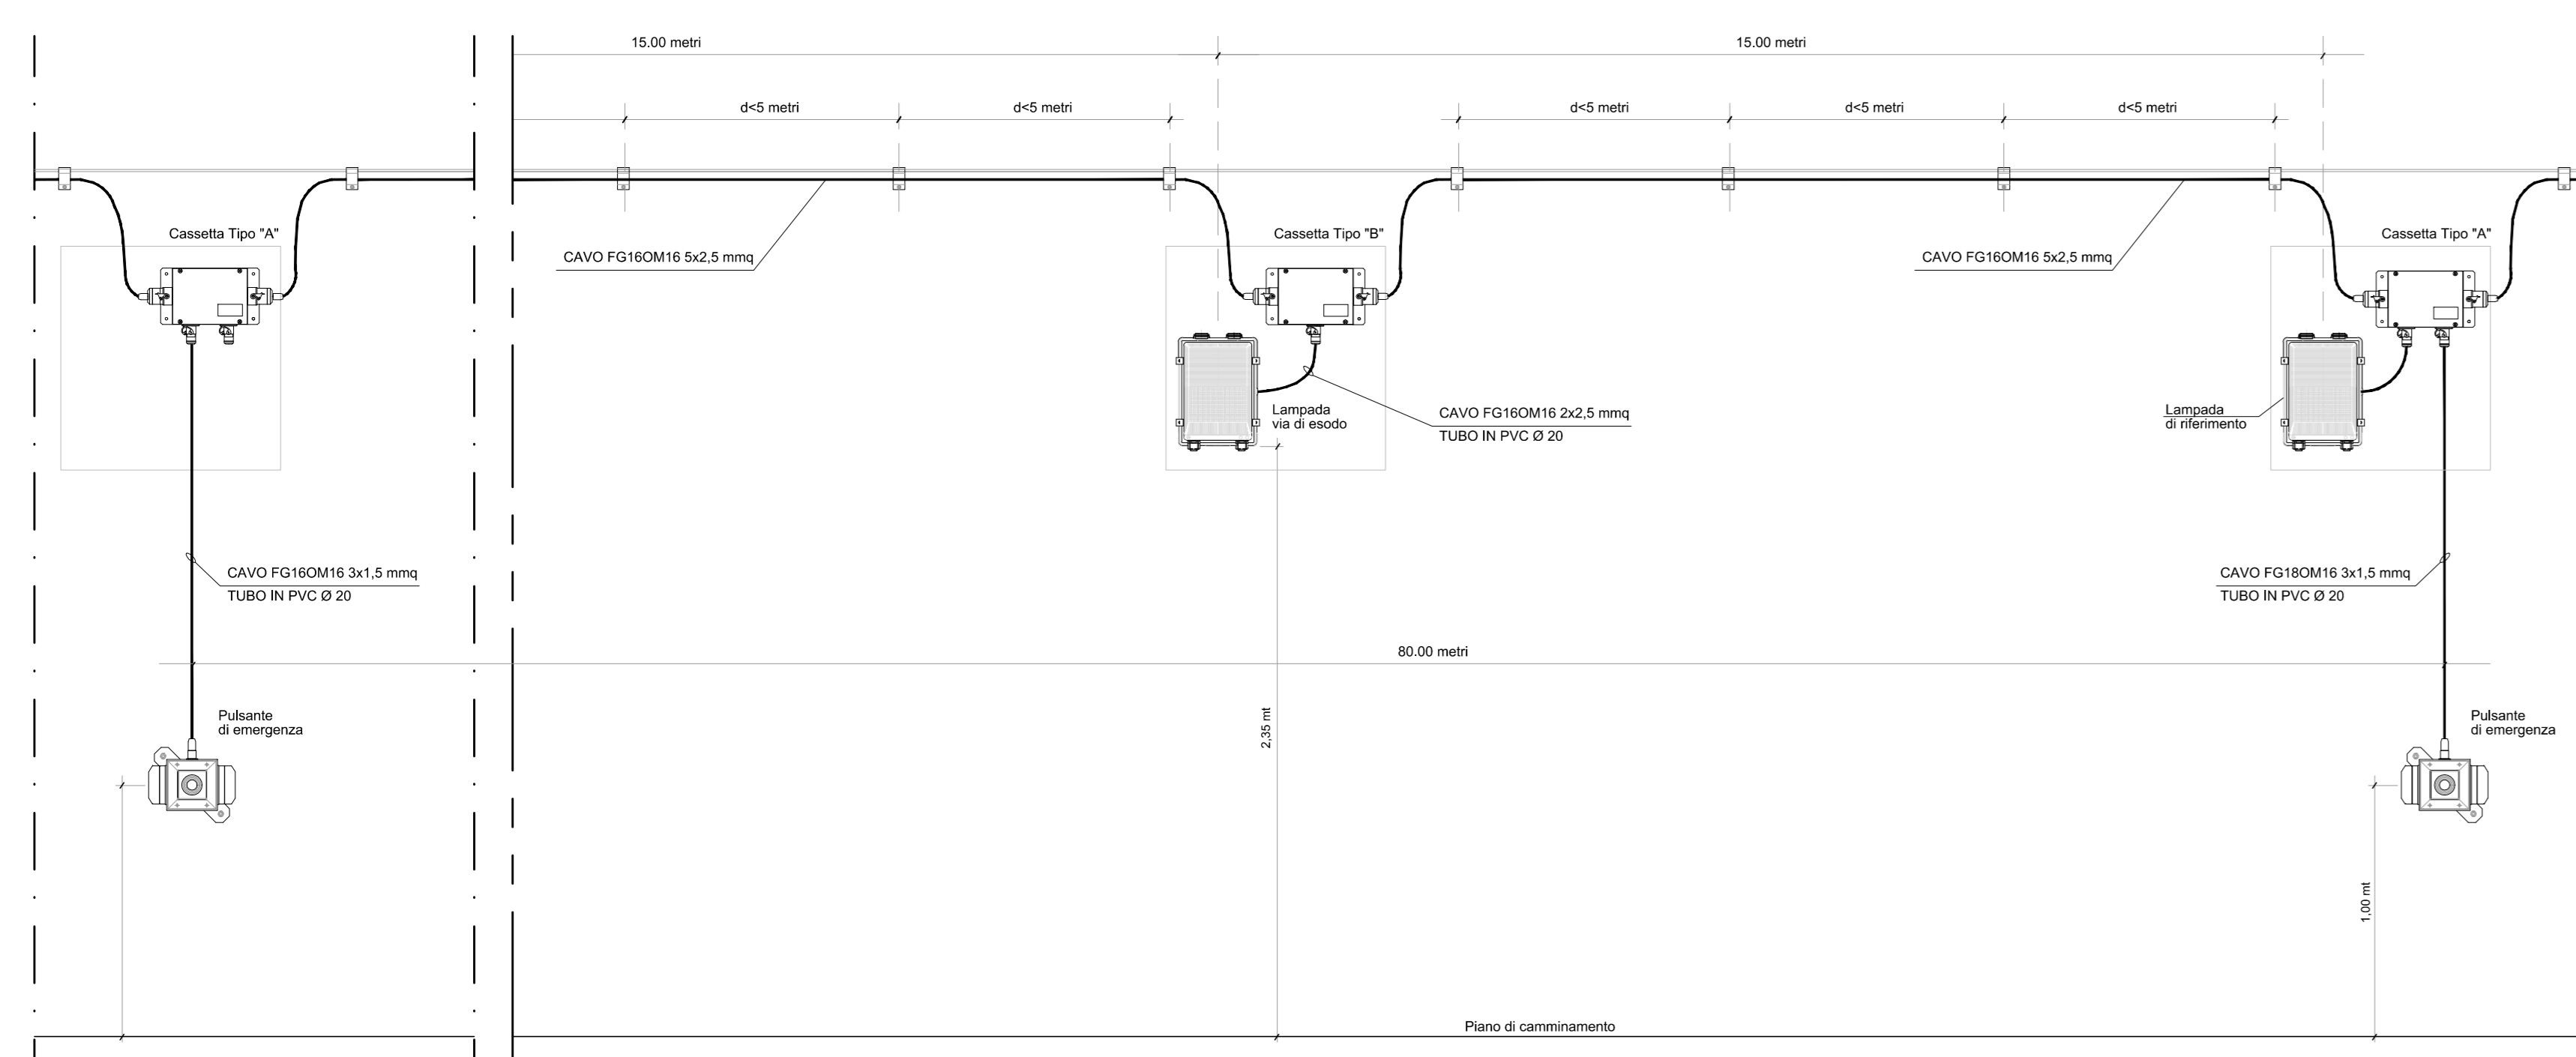 15.00 metri
15.00 metri
d<5 metri
d<5 metri
d<5 metri
d<5 metri
d<5 metri
Cassetta Tipo "A"
Cassetta Tipo "B"
Cassetta Tipo "A"
CAVO FG16OM16 5x2,5 mmq
CAVO FG16OM16 5x2,5 mmq
Lampada
via di esodo
CAVO FG16OM16 2x2,5 mmq
TUBO IN PVC Ø 20
Lampada
di riferimento
CAVO FG16OM16 3x1,5 mmq
TUBO IN PVC Ø 20
CAVO FG18OM16 3x1,5 mmq
TUBO IN PVC Ø 20
80.00 metri
Pulsante
di emergenza
2,35 mt
Pulsante
di emergenza
1,00 mt
Piano di camminamento